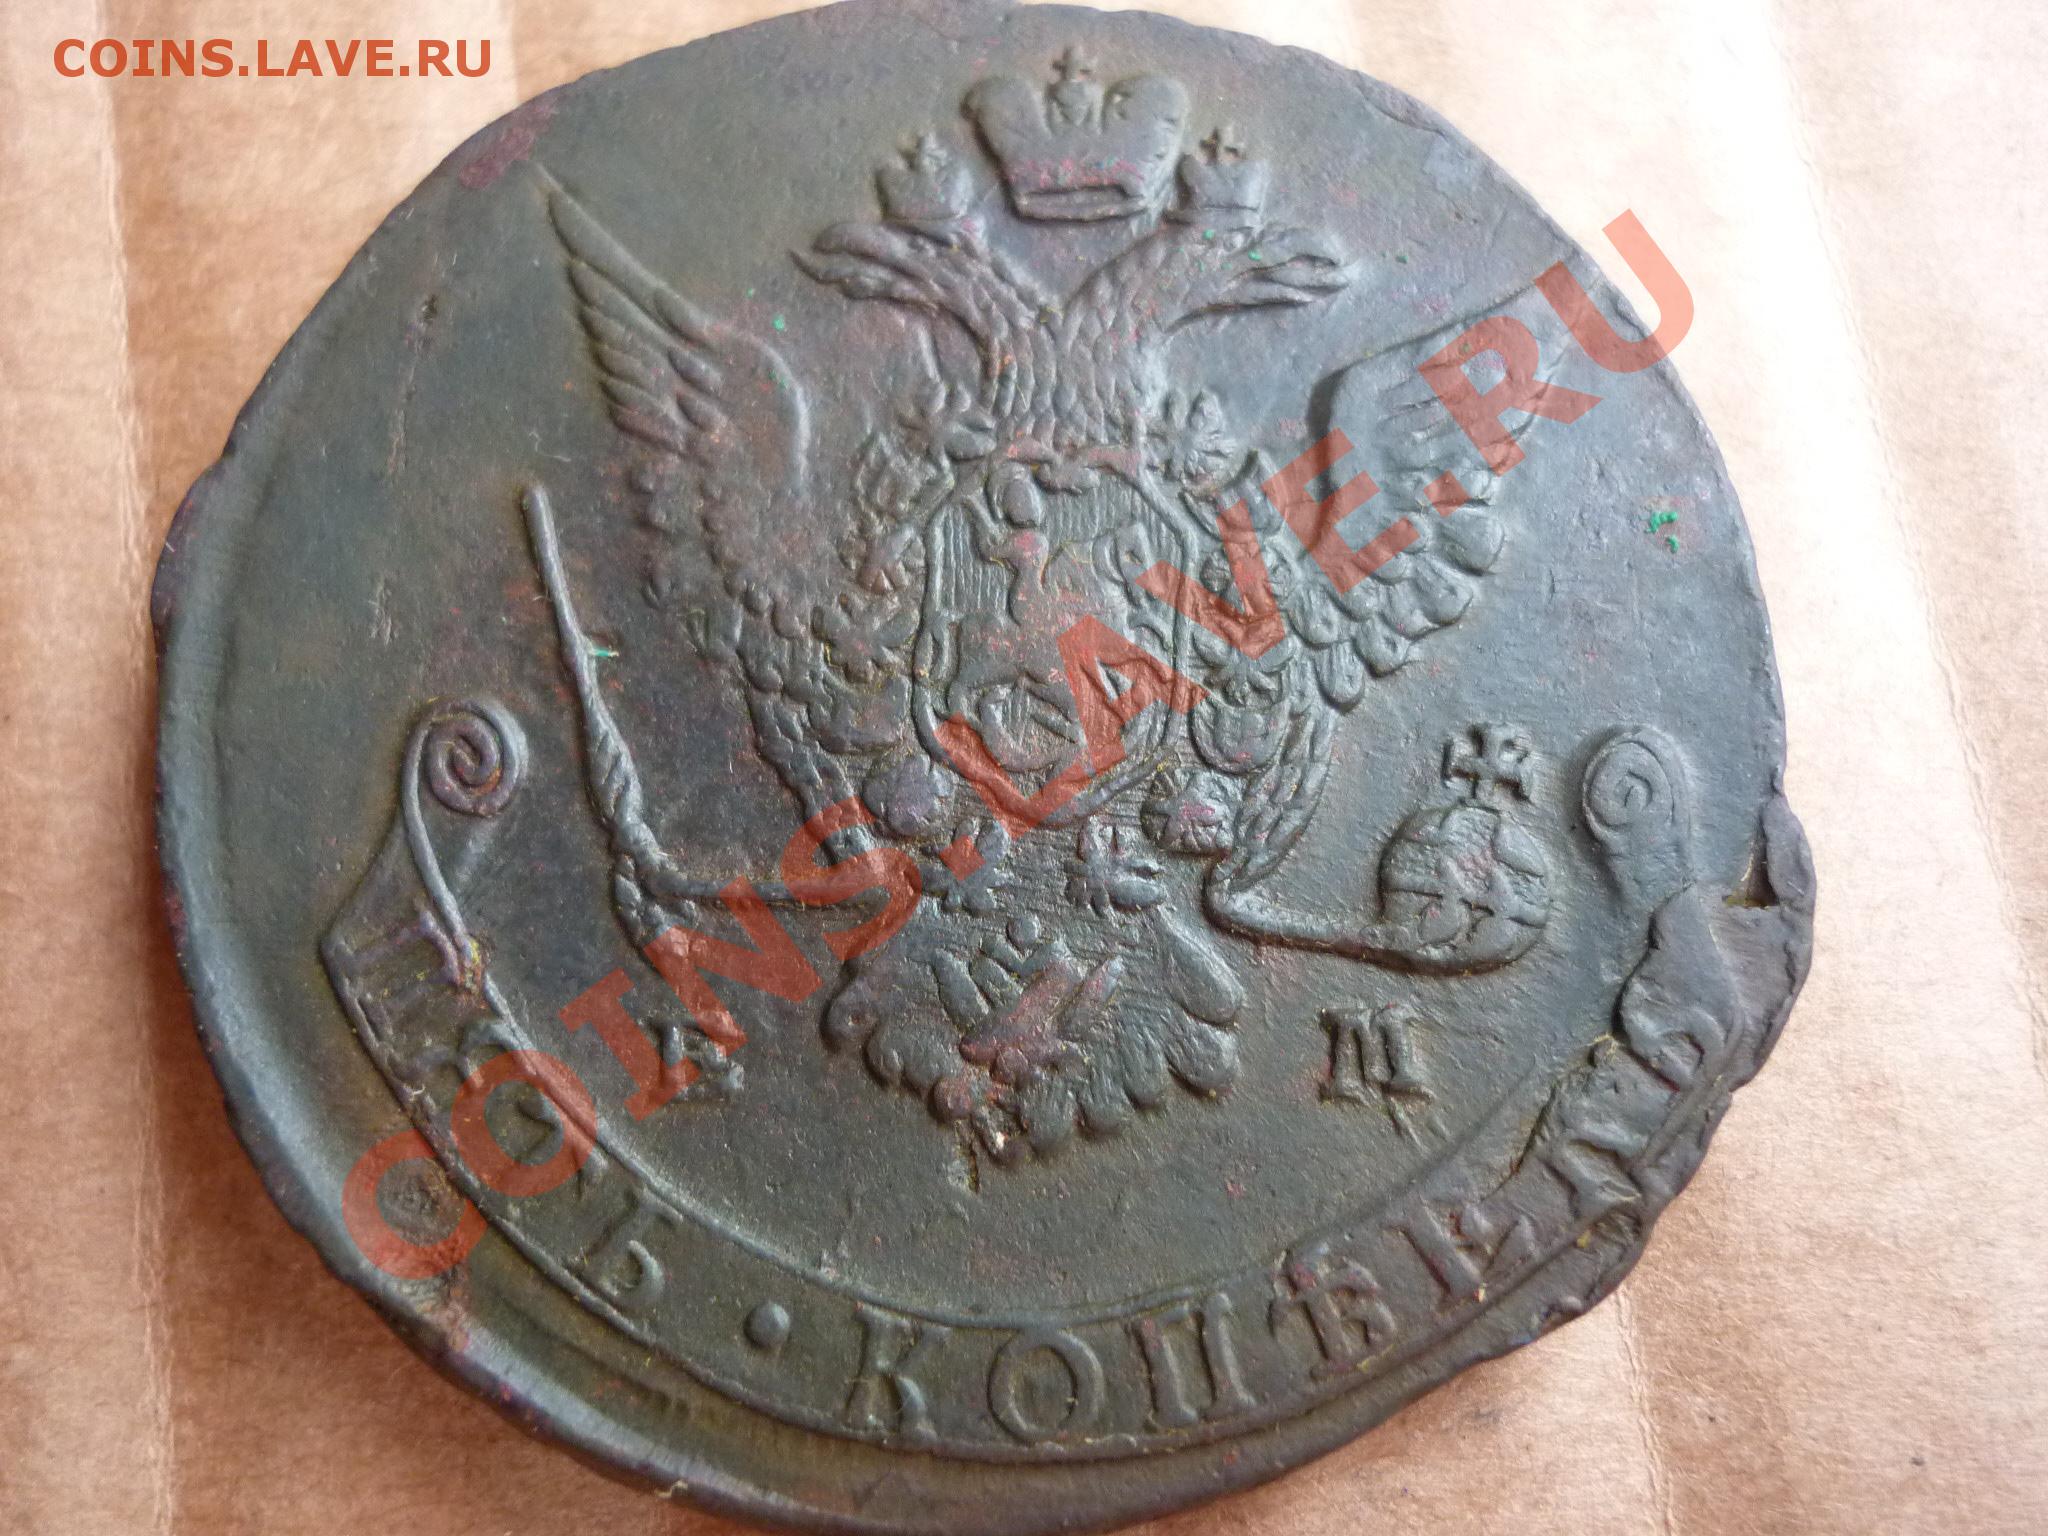 COINS.LAVE.RU
COINS.LAVE.RU
Е М
ПЯТЬ · КОПѢЕКЪ